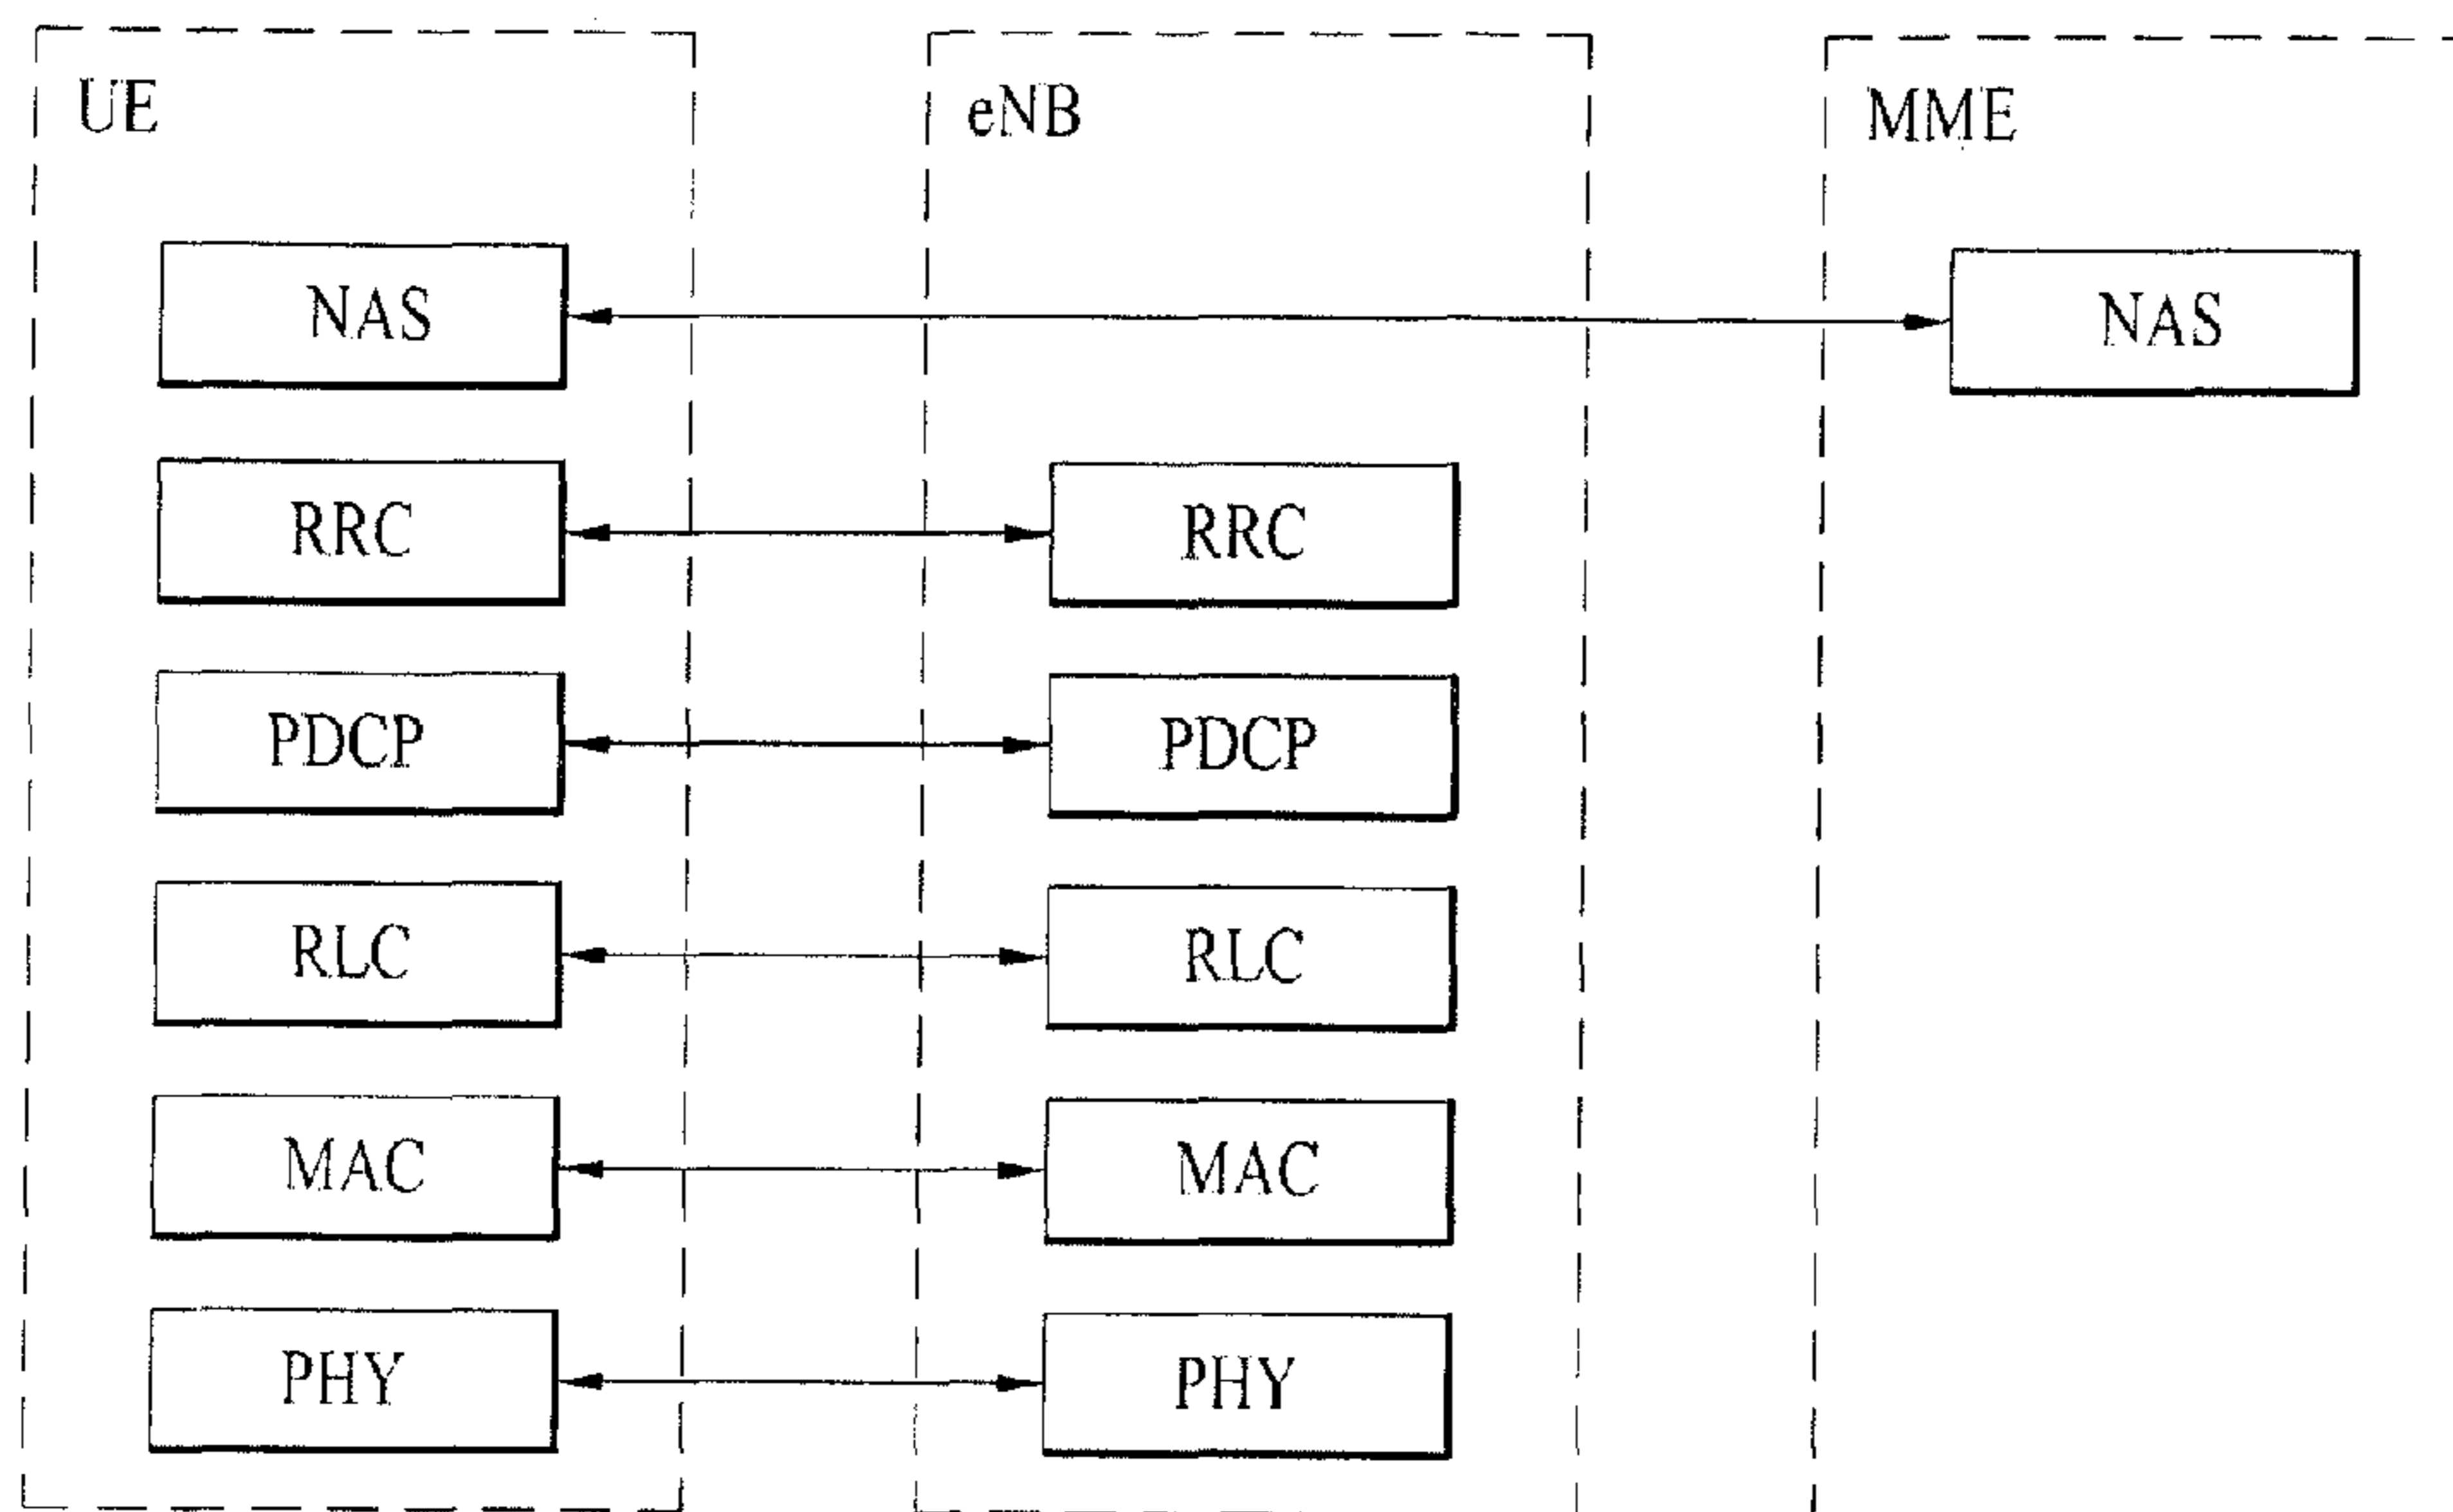 UE eNB MME
NAS NAS
RRC RRC
PDCP PDCP
RLC RLC
MAC MAC
PHY PHY